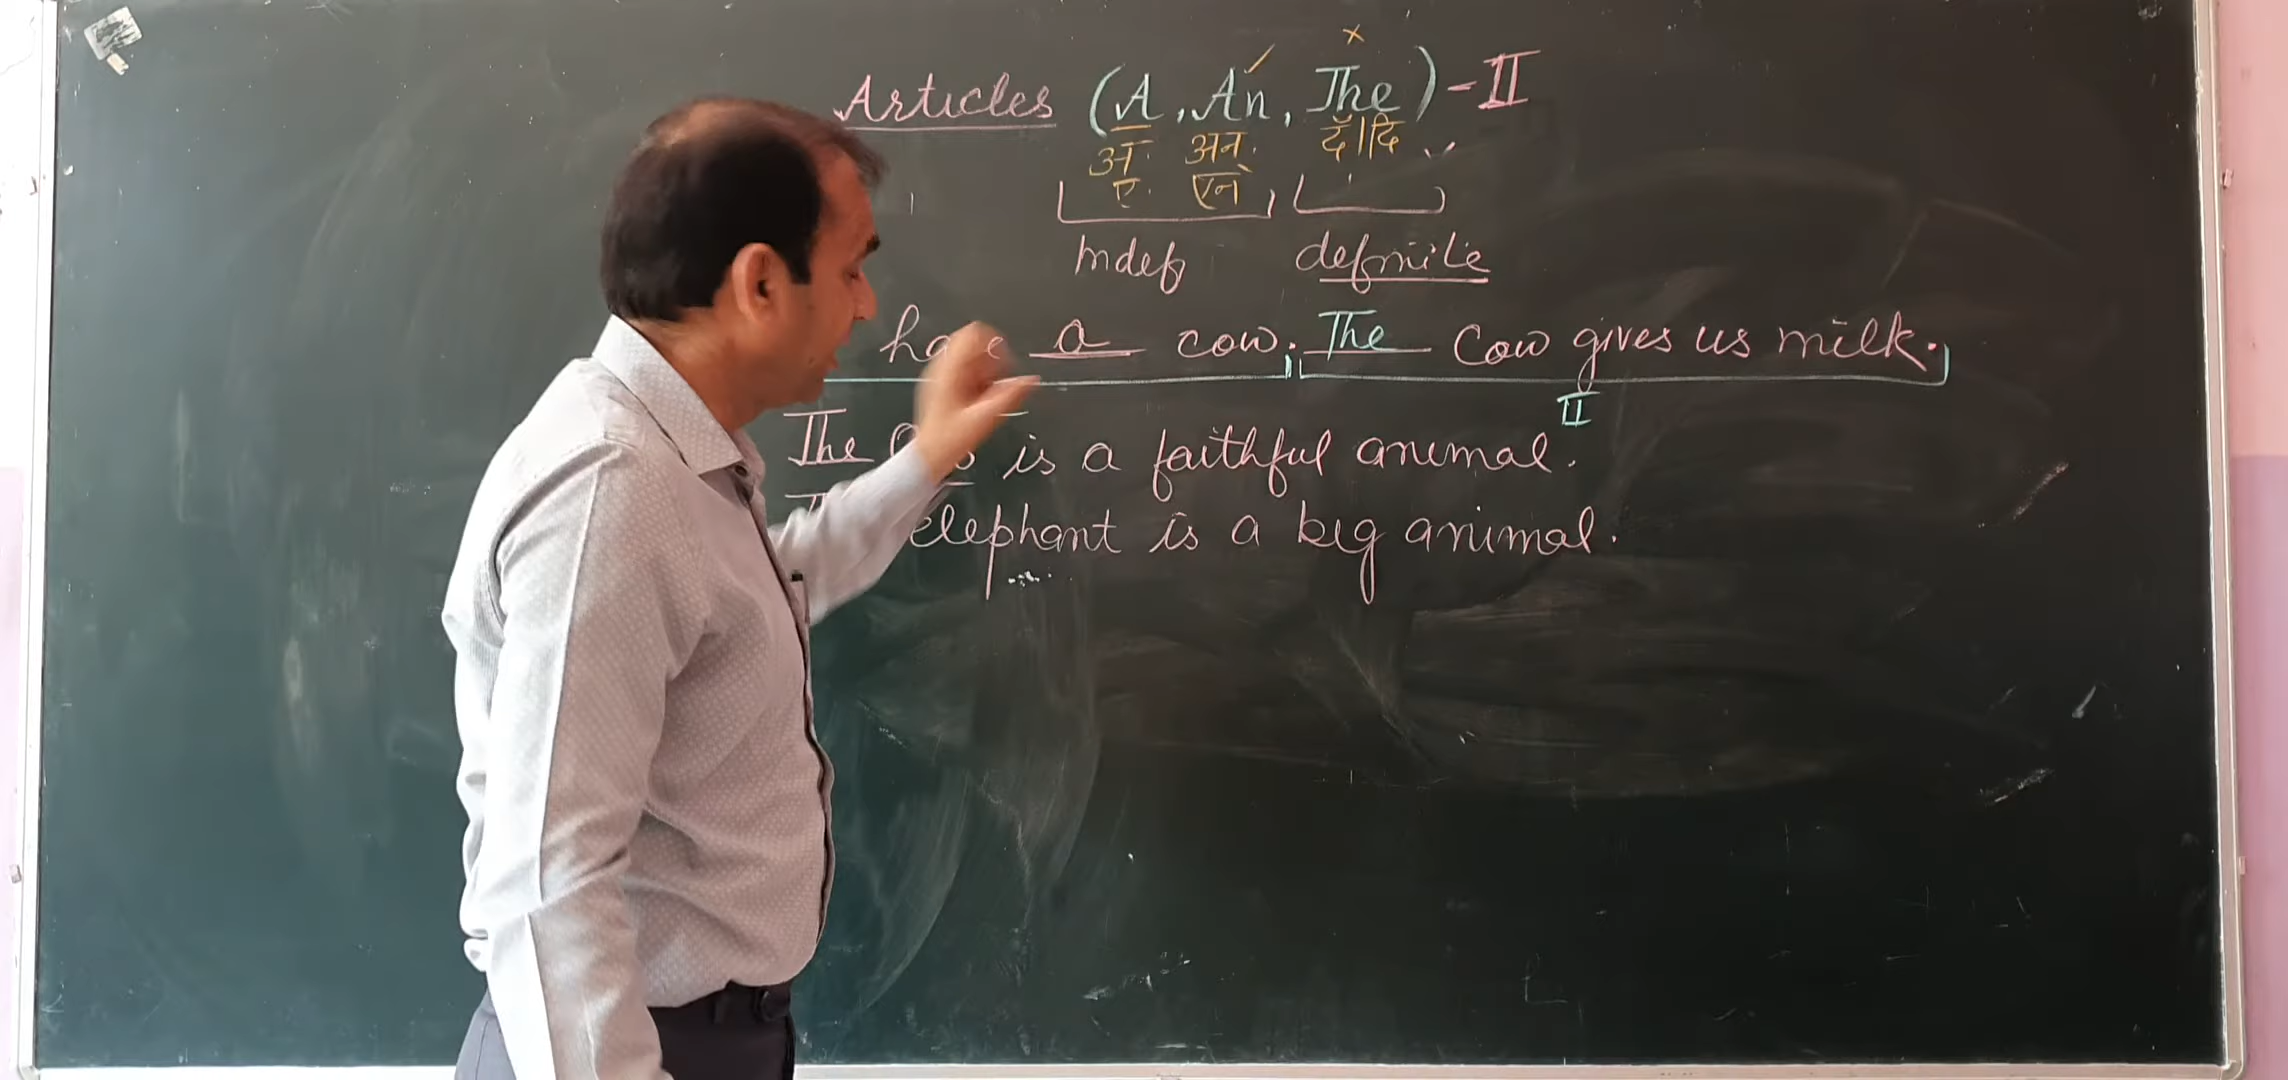 Articles (A, An, The) - II
अ अन दॅ/दि
ए एन
Indef definite
a cow. The Cow gives us milk.
II
The is a faithful animal.
elephant is a big animal.